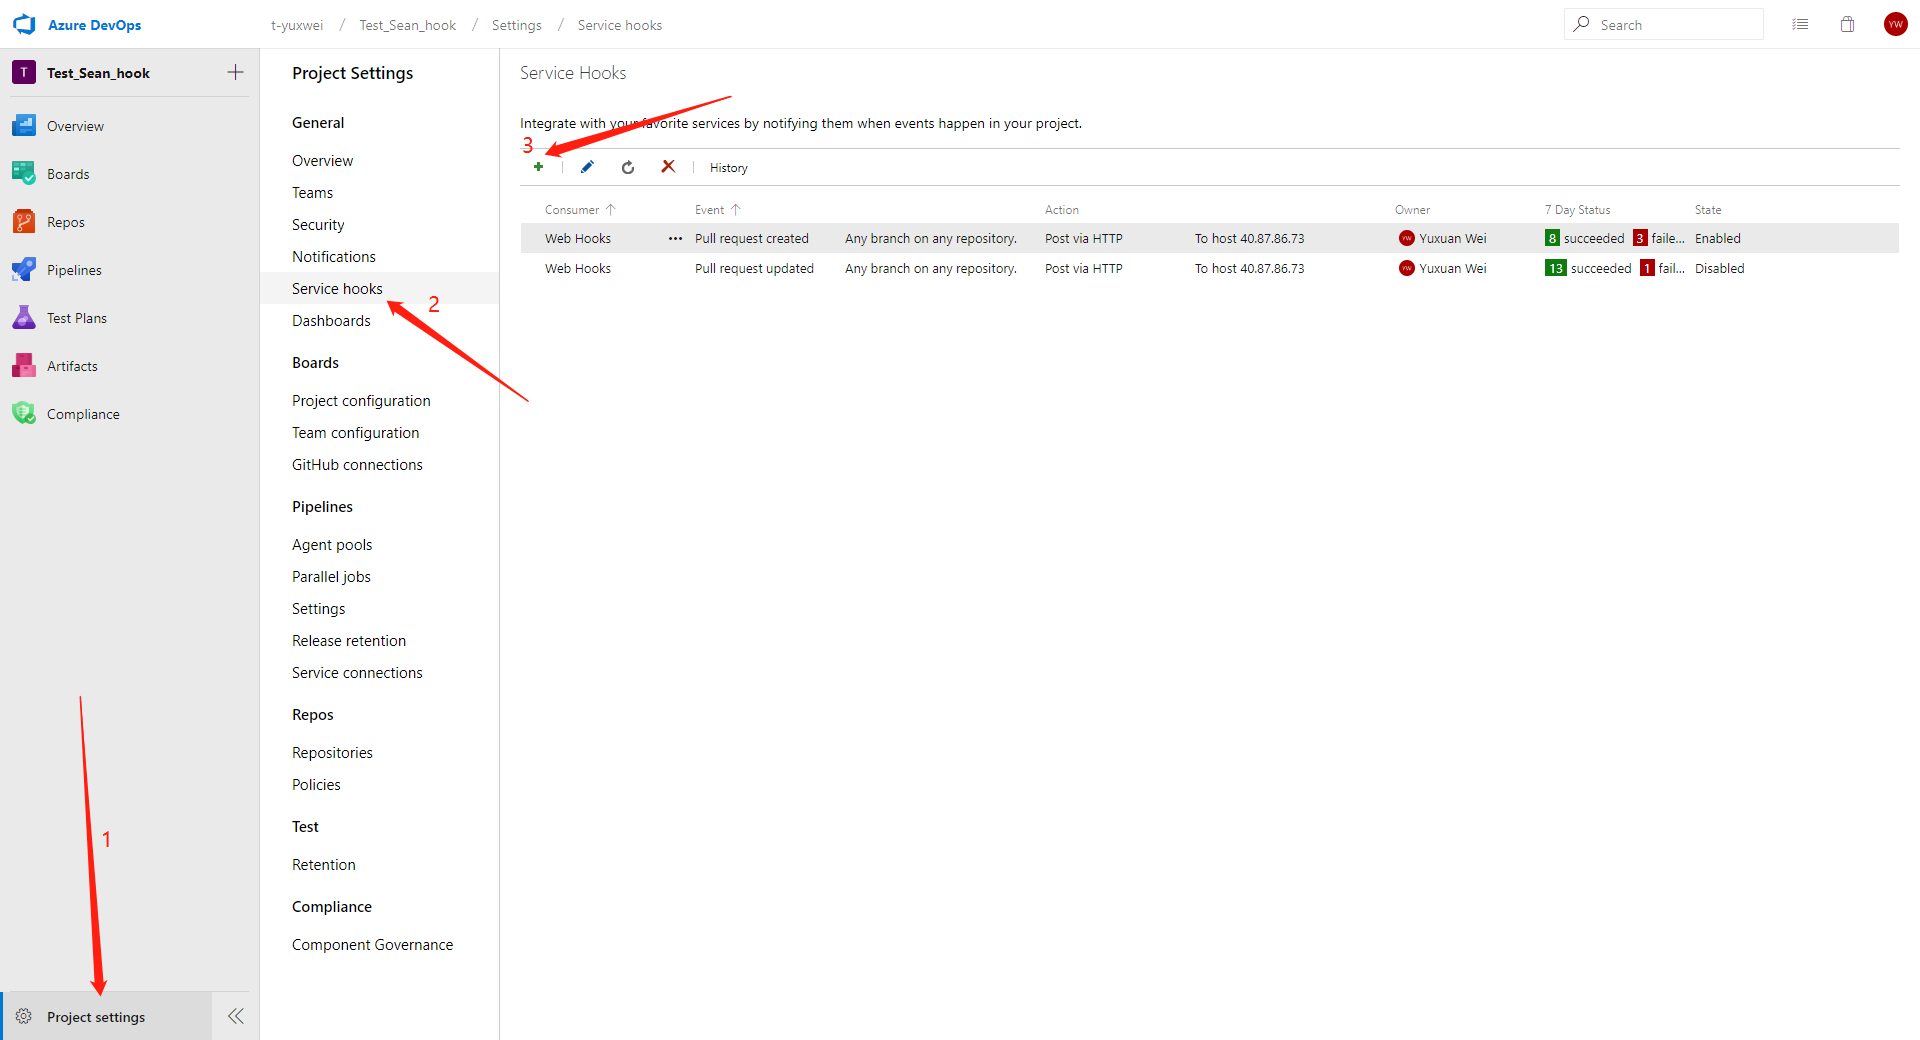 Azure DevOps
t-yuxwei / Test_Sean_hook / Settings / Service hooks
Search
YW
T Test_Sean_hook
Overview
Boards
Repos
Pipelines
Test Plans
Artifacts
Compliance
1
Project settings
Project Settings
General
Overview
Teams
Security
Notifications
Service hooks
2
Dashboards
Boards
Project configuration
Team configuration
GitHub connections
Pipelines
Agent pools
Parallel jobs
Settings
Release retention
Service connections
Repos
Repositories
Policies
Test
Retention
Compliance
Component Governance
Service Hooks
Integrate with your favorite services by notifying them when events happen in your project.
3
History
Consumer Event Action Owner 7 Day Status State
Web Hooks ... Pull request created Any branch on any repository. Post via HTTP To host 40.87.86.73 YW Yuxuan Wei 8 succeeded 3 faile... Enabled
Web Hooks Pull request updated Any branch on any repository. Post via HTTP To host 40.87.86.73 YW Yuxuan Wei 13 succeeded 1 fail... Disabled